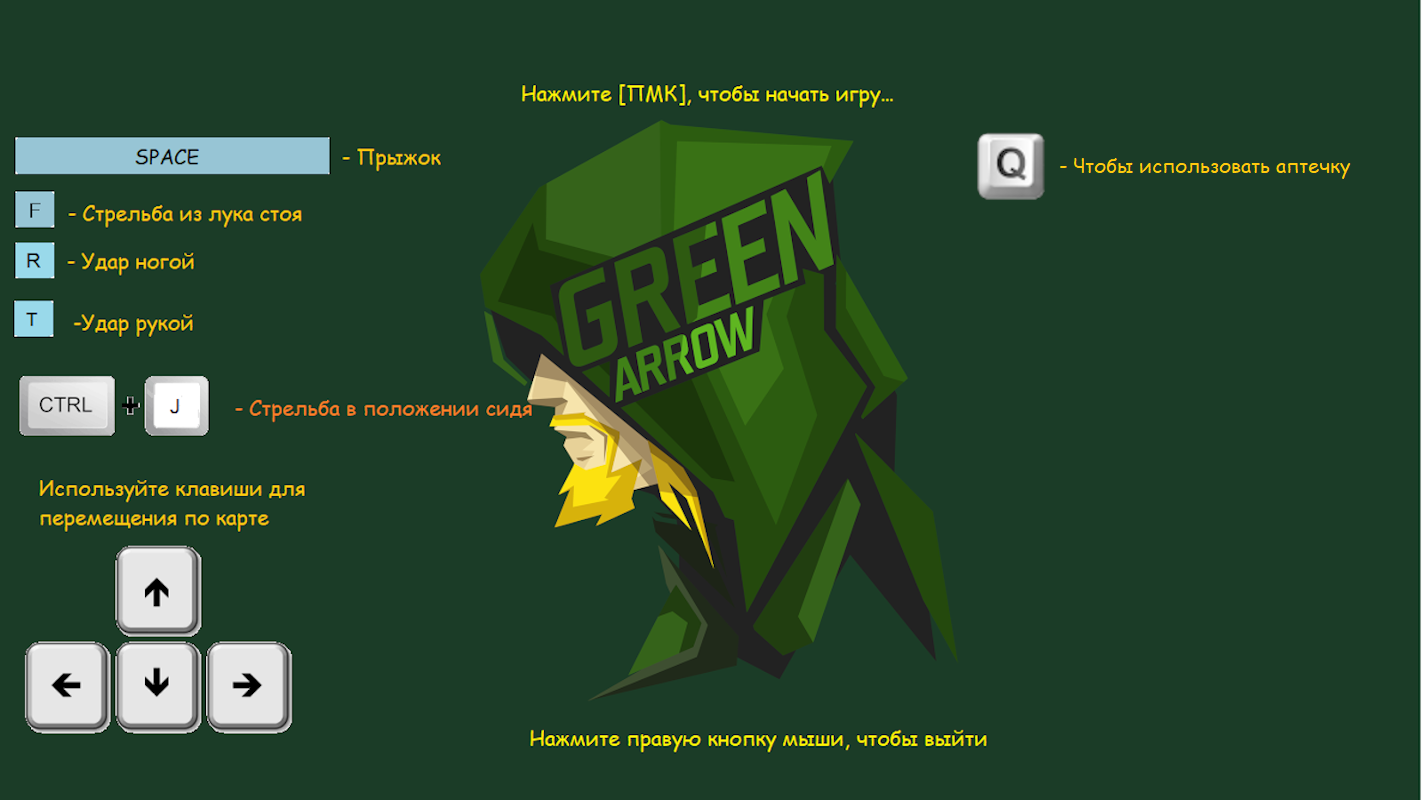 Нажмите [ПМК], чтобы начать игру...
SPACE - Прыжок
F - Стрельба из лука стоя
R - Удар ногой
T -Удар рукой
CTRL + J - Стрельба в положении сидя
Используйте клавиши для
перемещения по карте
Q - Чтобы использовать аптечку
GREEN
ARROW
Нажмите правую кнопку мыши, чтобы выйти